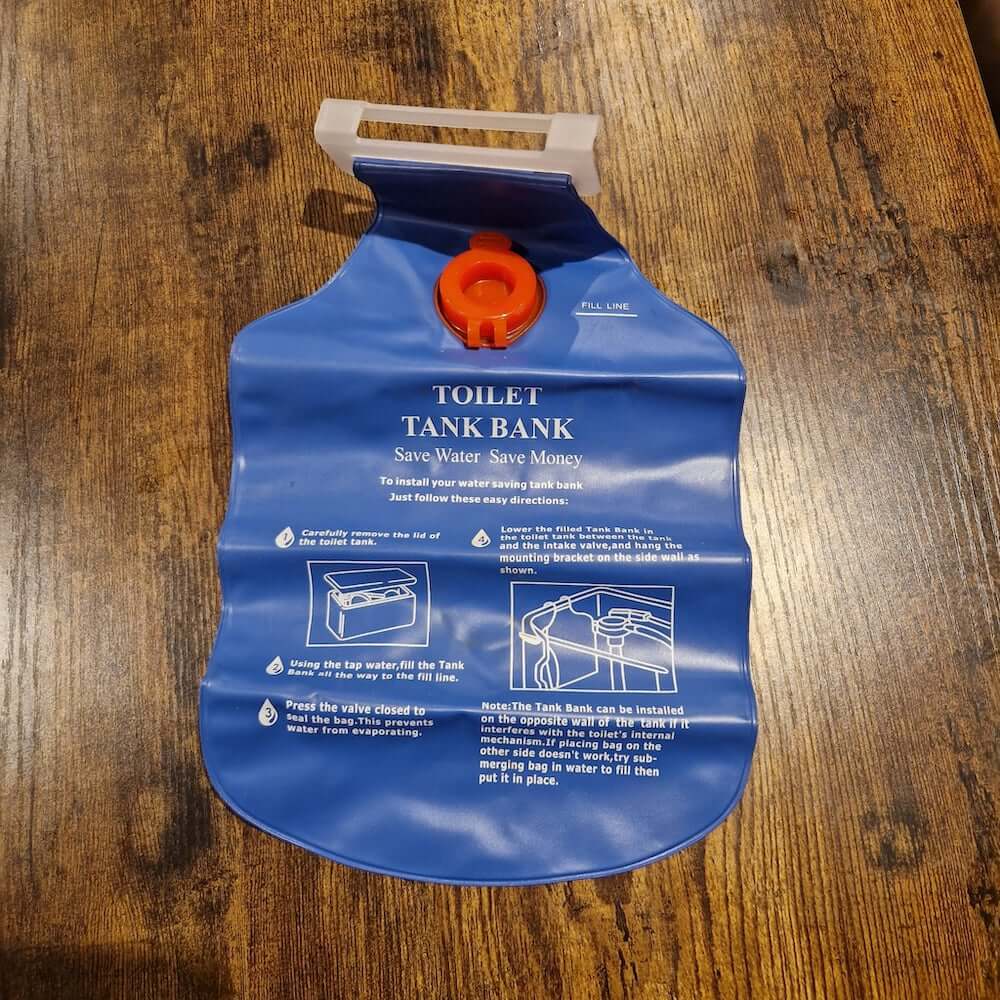 FILL LINE
TOILET
TANK BANK
Save Water Save Money
To install your water saving tank bank
Just follow these easy directions:
1 Carefully remove the lid of
the toilet tank.
2 Using the tap water,fill the Tank
Bank all the way to the fill line.
3 Press the valve closed to
seal the bag.This prevents
water from evaporating.
4 Lower the filled Tank Bank in
the toilet tank between the tank
and the intake valve,and hang the
mounting bracket on the side wall as
shown.
Note:The Tank Bank can be installed
on the opposite wall of the tank if it
interferes with the toilet's internal
mechanism.If placing bag on the
other side doesn't work,try sub-
merging bag in water to fill then
put it in place.